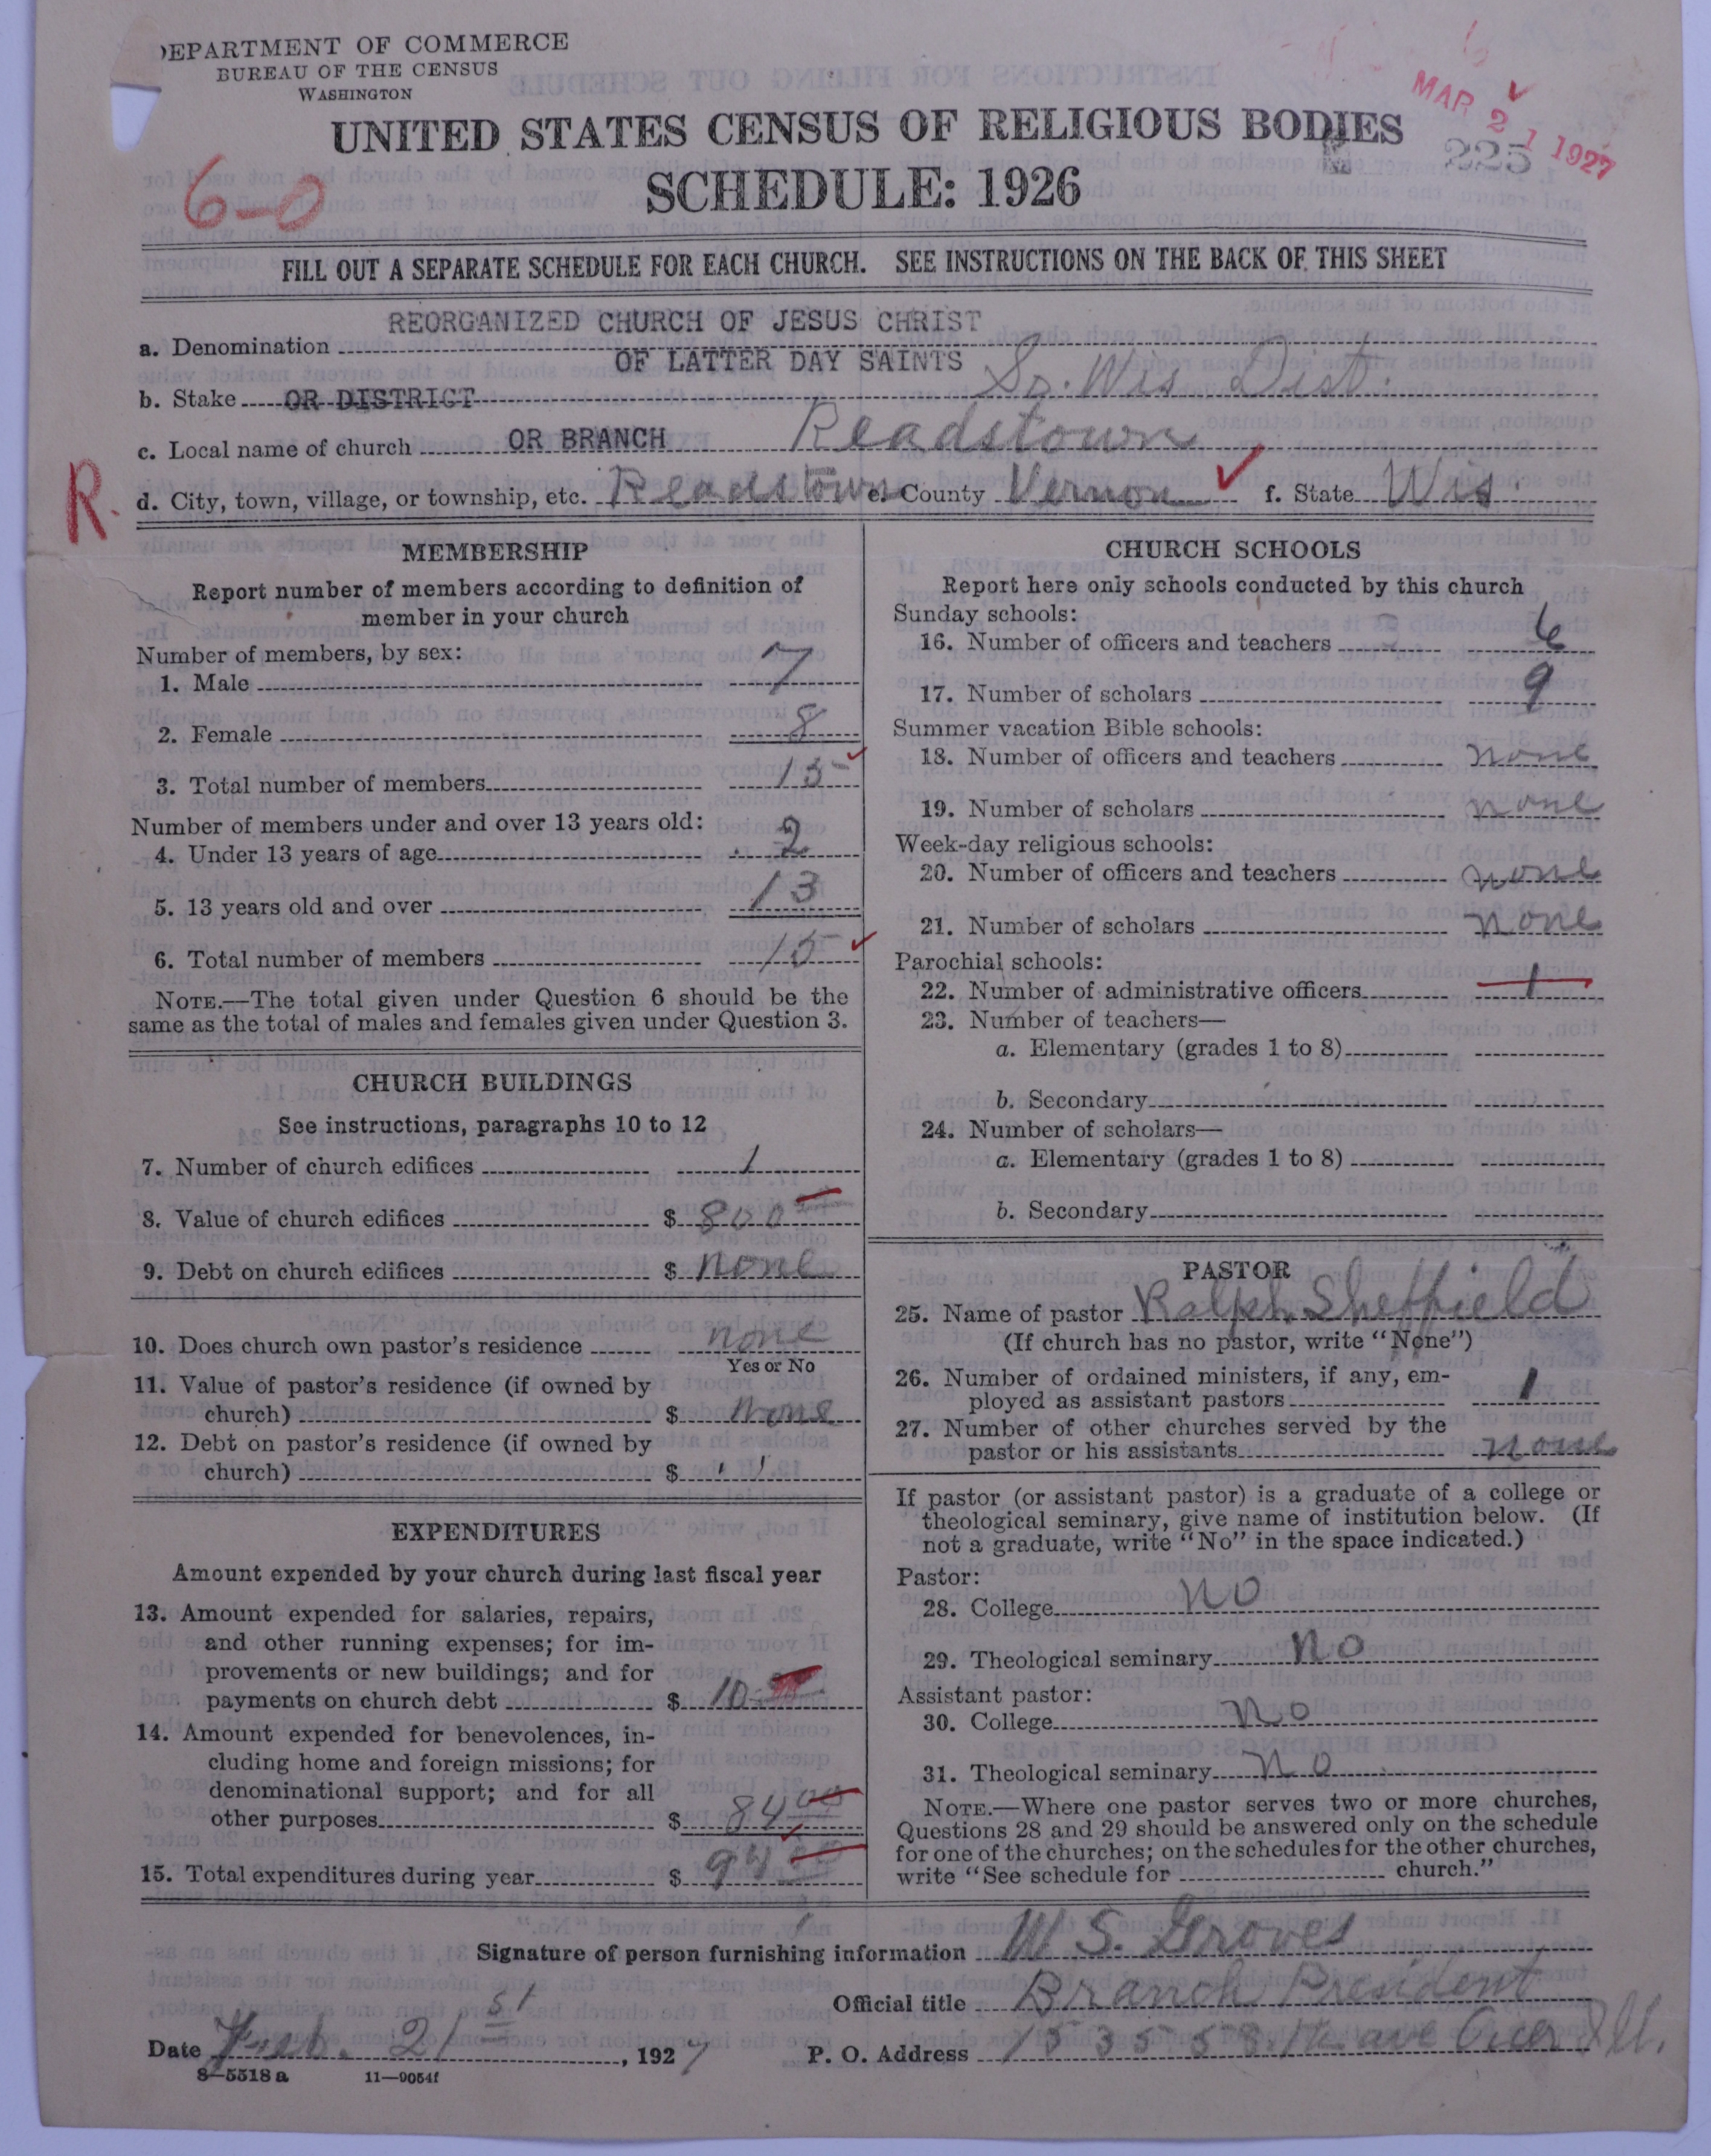 DEPARTMENT OF COMMERCE
BUREAU OF THE CENSUS
WASHINGTON
MAR 21 1927
225
UNITED STATES CENSUS OF RELIGIOUS BODIES
SCHEDULE: 1926
6-0
FILL OUT A SEPARATE SCHEDULE FOR EACH CHURCH. SEE INSTRUCTIONS ON THE BACK OF THIS SHEET
REORGANIZED CHURCH OF JESUS CHRIST
a. Denomination
OF LATTER DAY SAINTS
b. Stake OR DISTRICT So. Wis Dist.
c. Local name of church OR BRANCH Readstown
R.
d. City, town, village, or township, etc. Readstown e. County Vernon f. State Wis
MEMBERSHIP
Report number of members according to definition of
member in your church
Number of members, by sex:
1. Male 7
2. Female 8
3. Total number of members 15
Number of members under and over 13 years old:
4. Under 13 years of age 2
5. 13 years old and over 13
6. Total number of members 15
NOTE.—The total given under Question 6 should be the
same as the total of males and females given under Question 3.
CHURCH BUILDINGS
See instructions, paragraphs 10 to 12
7. Number of church edifices 1
8. Value of church edifices $ 800
9. Debt on church edifices $ none
10. Does church own pastor's residence none
Yes or No
11. Value of pastor's residence (if owned by
church) $ none
12. Debt on pastor's residence (if owned by
church) $ ' '
EXPENDITURES
Amount expended by your church during last fiscal year
13. Amount expended for salaries, repairs,
and other running expenses; for im-
provements or new buildings; and for
payments on church debt $ 10
14. Amount expended for benevolences, in-
cluding home and foreign missions; for
denominational support; and for all
other purposes $ 84 00
15. Total expenditures during year $ 94
CHURCH SCHOOLS
Report here only schools conducted by this church
Sunday schools:
16. Number of officers and teachers 6
17. Number of scholars 9
Summer vacation Bible schools:
18. Number of officers and teachers none
19. Number of scholars none
Week-day religious schools:
20. Number of officers and teachers none
21. Number of scholars none
Parochial schools:
22. Number of administrative officers 1
23. Number of teachers—
a. Elementary (grades 1 to 8)
b. Secondary
24. Number of scholars—
a. Elementary (grades 1 to 8)
b. Secondary
PASTOR
25. Name of pastor Ralph Sheffield
(If church has no pastor, write "None")
26. Number of ordained ministers, if any, em-
ployed as assistant pastors 1
27. Number of other churches served by the
pastor or his assistants none
If pastor (or assistant pastor) is a graduate of a college or
theological seminary, give name of institution below. (If
not a graduate, write "No" in the space indicated.)
Pastor:
28. College No
29. Theological seminary No
Assistant pastor:
30. College No
31. Theological seminary No
NOTE.—Where one pastor serves two or more churches,
Questions 28 and 29 should be answered only on the schedule
for one of the churches; on the schedules for the other churches,
write "See schedule for church."
Signature of person furnishing information W S. Groves
Official title Branch President
Date Feb. 21st, 1927 P. O. Address 1535 53. ave Cicer Ill.
8—5518 a 11—9054f